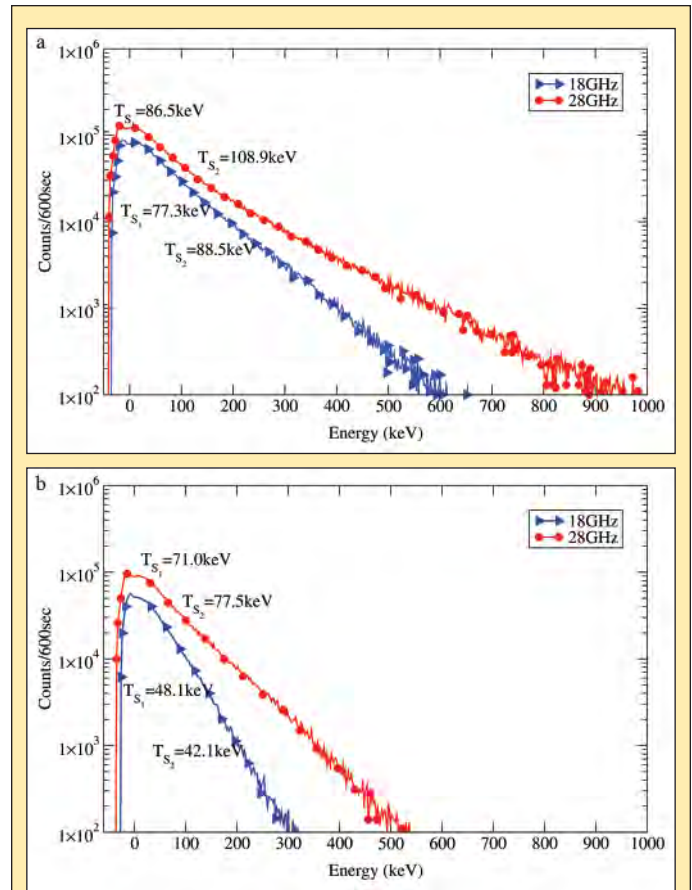 a
1×10⁶
1×10⁵
1×10⁴
1×10³
1×10²
Counts/600sec
18GHz
28GHz
T_S=86.5keV
T_S₂=108.9keV
T_S₁=77.3keV
T_S₂=88.5keV
0 100 200 300 400 500 600 700 800 900 1000
Energy (keV)
b
1×10⁶
1×10⁵
1×10⁴
1×10³
1×10²
Counts/600sec
18GHz
28GHz
T_S₁=71.0keV
T_S₂=77.5keV
T_S₁=48.1keV
T_S₂=42.1keV
0 100 200 300 400 500 600 700 800 900 1000
Energy (keV)